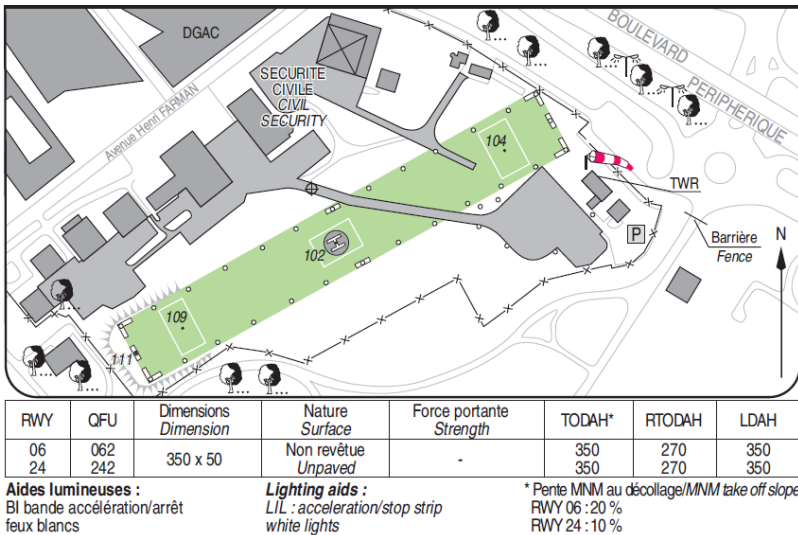 DGAC
BOULEVARD
PERIPHERIQUE
SECURITE
CIVILE
CIVIL
SECURITY
Avenue Henri FARMAN
104
TWR
102
P
Barrière
Fence
N
109
111
RWY QFU Dimensions Nature Force portante TODAH* RTODAH LDAH
Dimension Surface Strength
06 062 350 x 50 Non revêtue - 350 270 350
24 242 Unpaved 350 270 350
Aides lumineuses : Lighting aids : * Pente MNM au décollage/MNM take off slope
BI bande accélération/arrêt LIL : acceleration/stop strip RWY 06 : 20 %
feux blancs white lights RWY 24 : 10 %